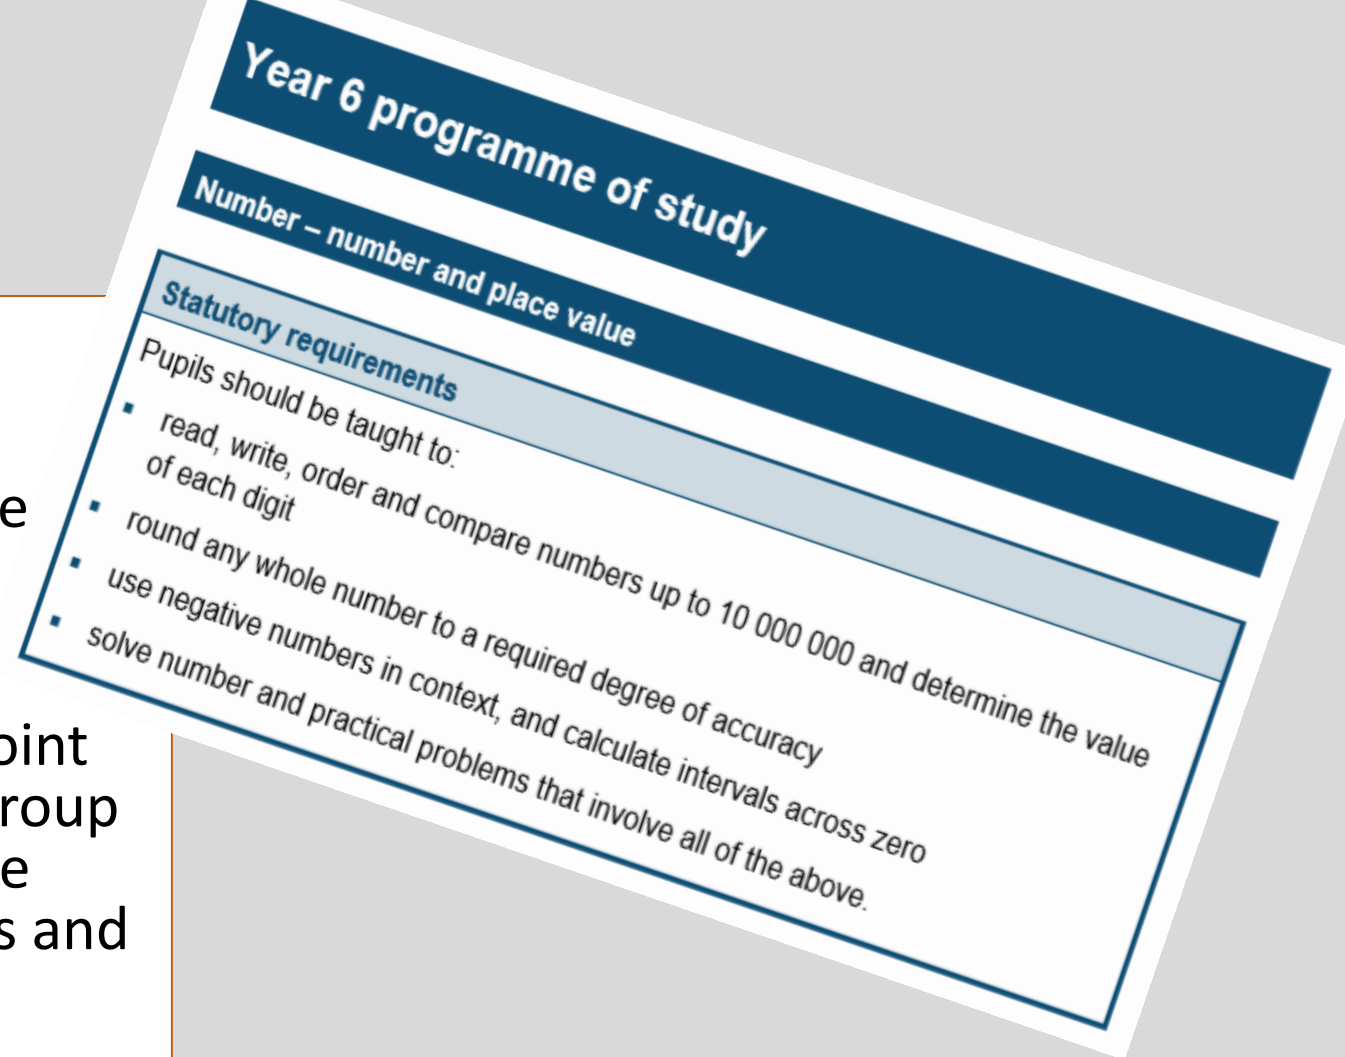 Year 6 programme of study
Number – number and place value
Statutory requirements
Pupils should be taught to:
▪ read, write, order and compare numbers up to 10 000 000 and determine the value
of each digit
▪ round any whole number to a required degree of accuracy
▪ use negative numbers in context, and calculate intervals across zero
▪ solve number and practical problems that involve all of the above.
e
oint
roup
e
s and